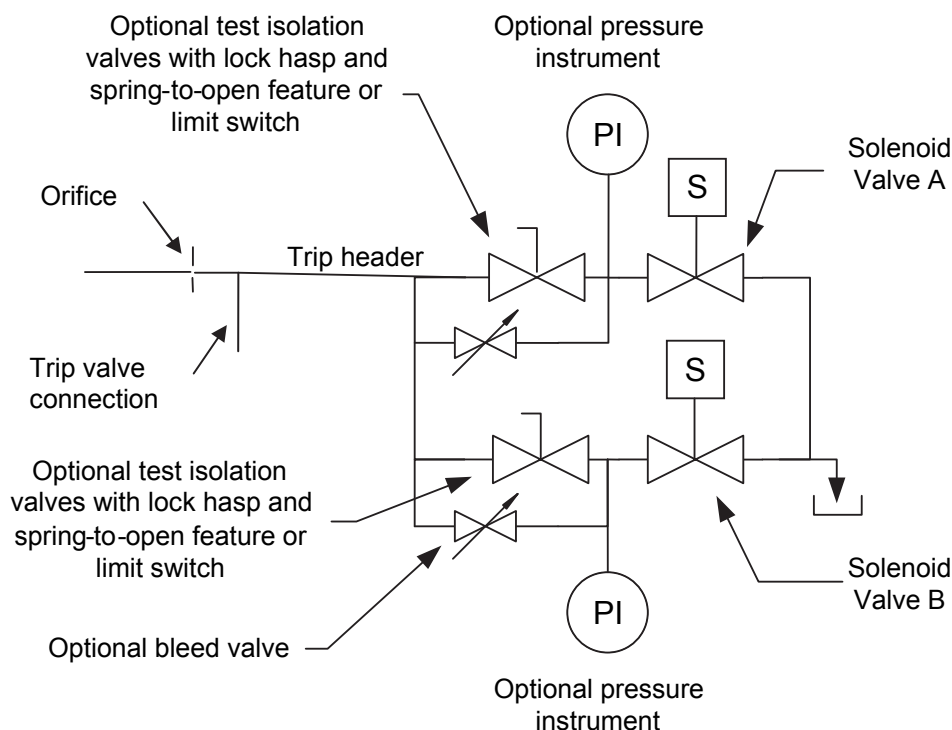 Optional test isolation
valves with lock hasp and
spring-to-open feature or
limit switch
Optional pressure
instrument
PI
Solenoid
Valve A
S
Orifice
Trip header
Trip valve
connection
S
Optional test isolation
valves with lock hasp and
spring-to-open feature or
limit switch
Optional bleed valve
PI
Solenoid
Valve B
Optional pressure
instrument